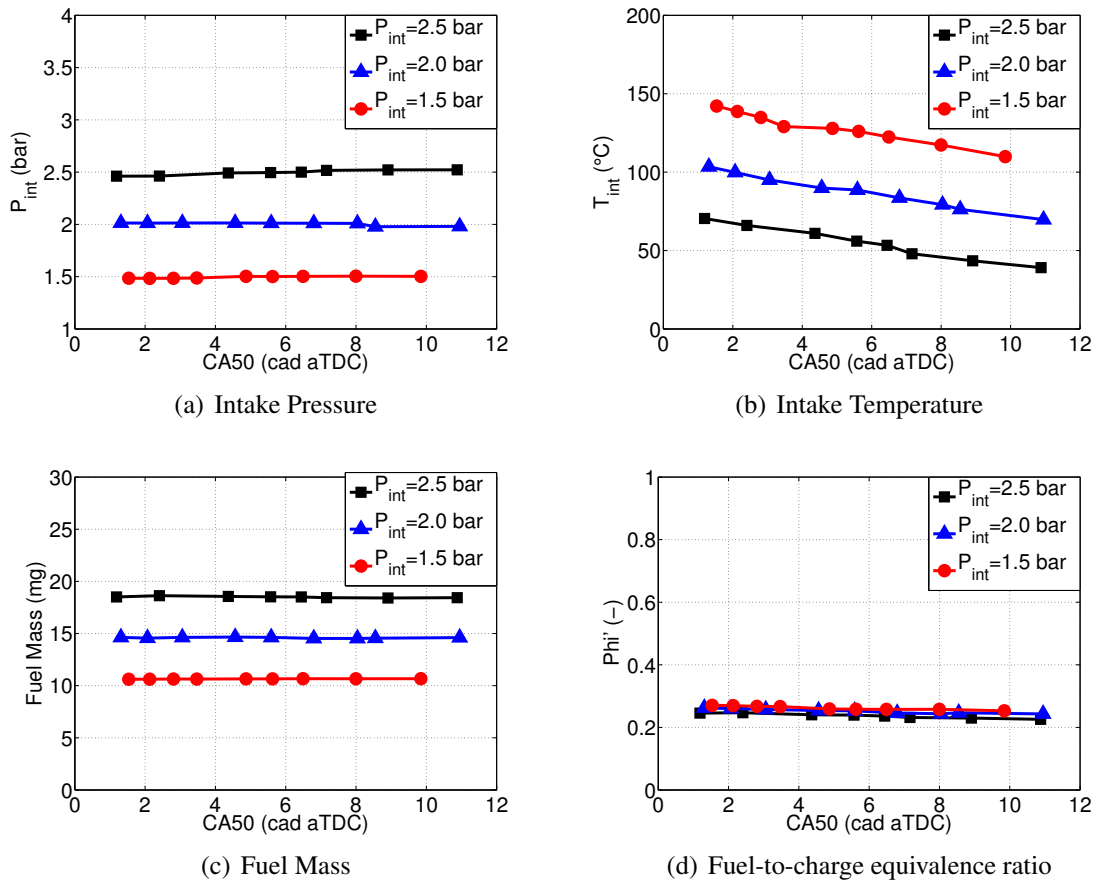 4
3.5
3
2.5
2
1.5
1
P_int (bar)
0 2 4 6 8 10 12
CA50 (cad aTDC)
P_int=2.5 bar
P_int=2.0 bar
P_int=1.5 bar
(a) Intake Pressure
200
150
100
50
0
T_int (°C)
0 2 4 6 8 10 12
CA50 (cad aTDC)
P_int=2.5 bar
P_int=2.0 bar
P_int=1.5 bar
(b) Intake Temperature
30
25
20
15
10
5
0
Fuel Mass (mg)
0 2 4 6 8 10 12
CA50 (cad aTDC)
P_int=2.5 bar
P_int=2.0 bar
P_int=1.5 bar
(c) Fuel Mass
1
0.8
0.6
0.4
0.2
0
Phi' (−)
0 2 4 6 8 10 12
CA50 (cad aTDC)
P_int=2.5 bar
P_int=2.0 bar
P_int=1.5 bar
(d) Fuel-to-charge equivalence ratio